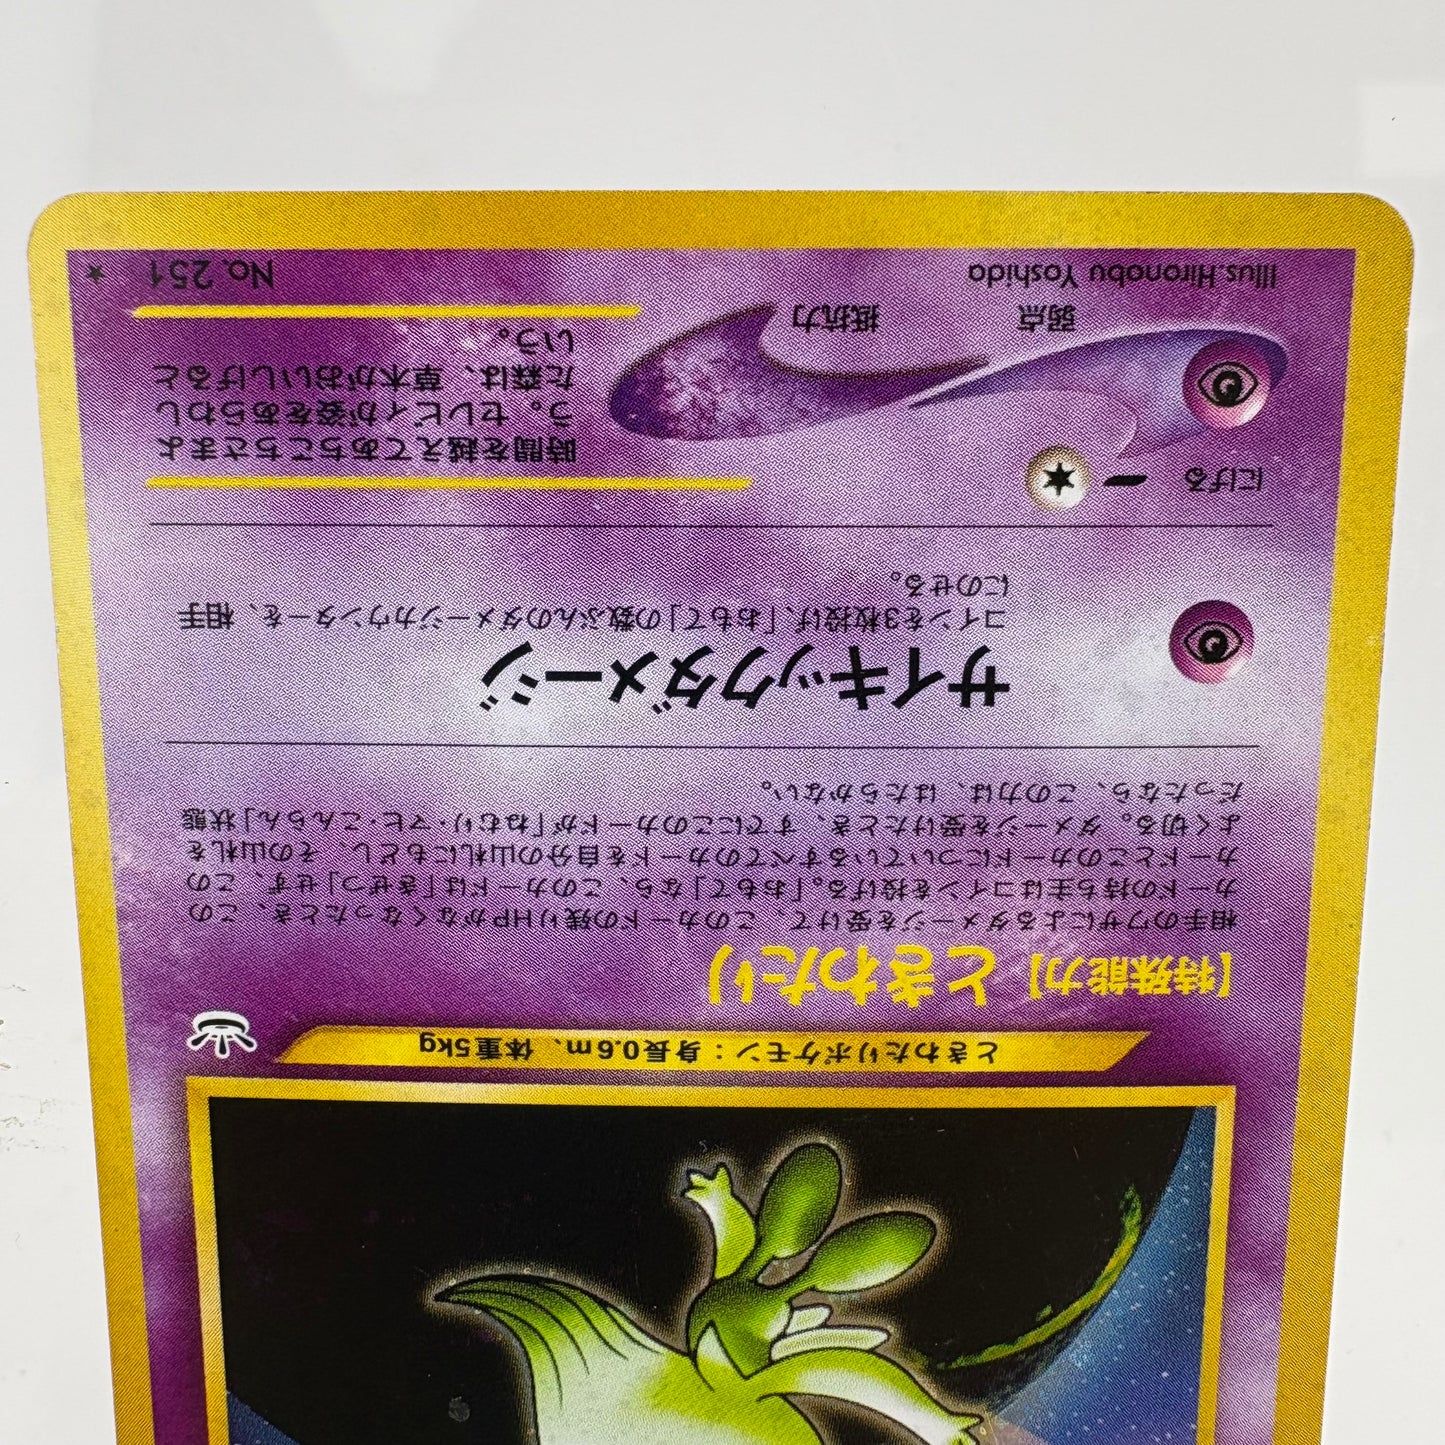 ときわたりポケモン：身長0.6m、体重5kg
【特殊能力】ときわたり
相手のワザによるダメージを受けて、このカードの残りHPがなくなったとき、この
カードの持ち主はコインを投げる。「おもて」なら、このカードは「きぜつ」せず、この
カードとこのカードについているすべてのカードを自分の山札にもどし、その山札を
よく切る。ダメージを受けたとき、すでにこのカードが「ねむり・マヒ・こんらん」状態
だったなら、この力は、はたらかない。
サイキックダメージ
コインを3枚投げ、「おもて」の数ぶんのダメージカウンターを、相手
にのせる。
にげる
弱点
抵抗力
時間を越えてあちこちさまよ
う。セレビィが姿をあらわし
た森は、草木がおいしげると
いう。
Illus.Hironobu Yoshida
No. 251 ★